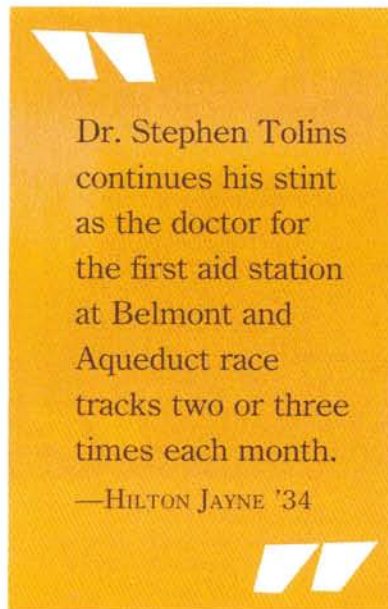 Dr. Stephen Tolins
continues his stint
as the doctor for
the first aid station
at Belmont and
Aqueduct race
tracks two or three
times each month.
—HILTON JAYNE '34